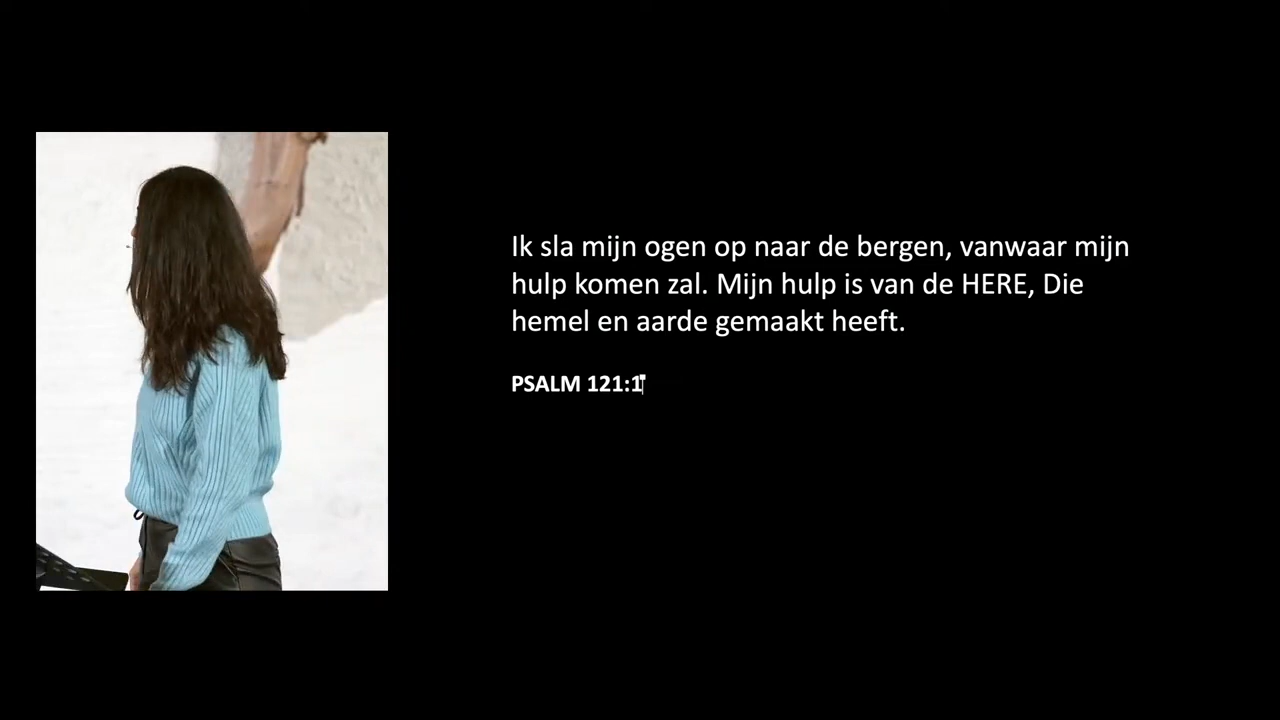 Ik sla mijn ogen op naar de bergen, vanwaar mijn
hulp komen zal. Mijn hulp is van de HERE, Die
hemel en aarde gemaakt heeft.
PSALM 121:1